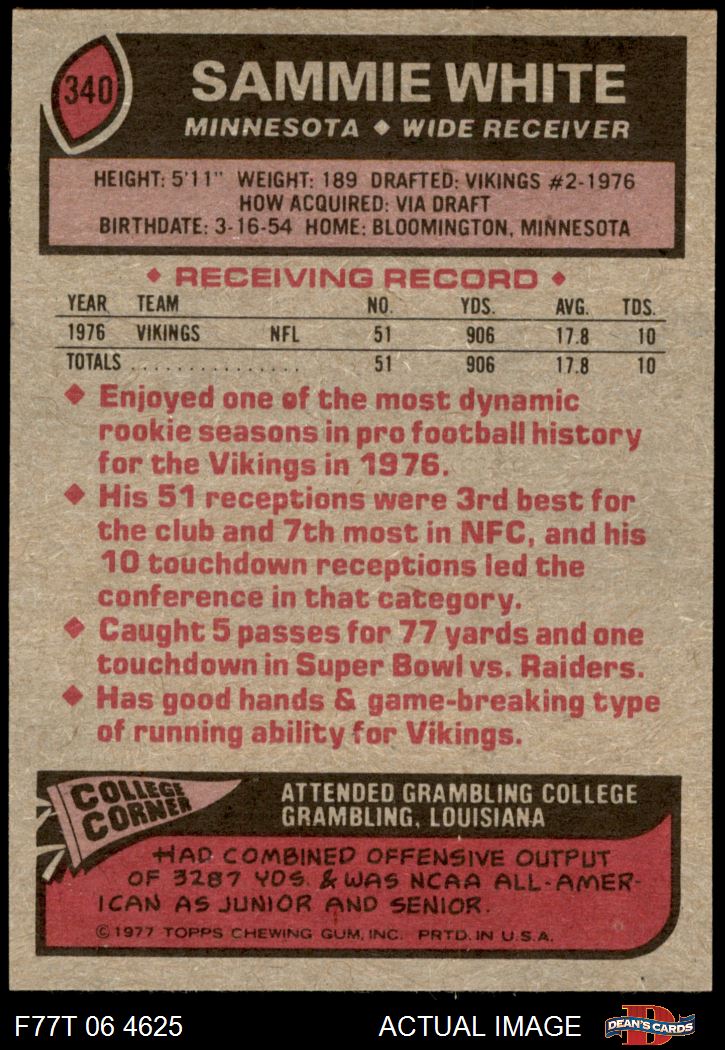 340
SAMMIE WHITE
MINNESOTA ◆ WIDE RECEIVER
HEIGHT: 5'11" WEIGHT: 189 DRAFTED: VIKINGS #2-1976
HOW ACQUIRED: VIA DRAFT
BIRTHDATE: 3-16-54 HOME: BLOOMINGTON, MINNESOTA
◆ RECEIVING RECORD ◆
YEAR TEAM NO. YDS. AVG. TDS.
1976 VIKINGS NFL 51 906 17.8 10
TOTALS . . . . . . . . . . . . . . . . 51 906 17.8 10
◆ Enjoyed one of the most dynamic
rookie seasons in pro football history
for the Vikings in 1976.
◆ His 51 receptions were 3rd best for
the club and 7th most in NFC, and his
10 touchdown receptions led the
conference in that category.
◆ Caught 5 passes for 77 yards and one
touchdown in Super Bowl vs. Raiders.
◆ Has good hands & game-breaking type
of running ability for Vikings.
COLLEGE
CORNER
ATTENDED GRAMBLING COLLEGE
GRAMBLING, LOUISIANA
HAD COMBINED OFFENSIVE OUTPUT
OF 3287 YDS. & WAS NCAA ALL-AMER-
ICAN AS JUNIOR AND SENIOR.
© 1977 TOPPS CHEWING GUM, INC. PRTD. IN U.S.A.
F77T 06 4625 ACTUAL IMAGE
D
DEAN'S CARDS